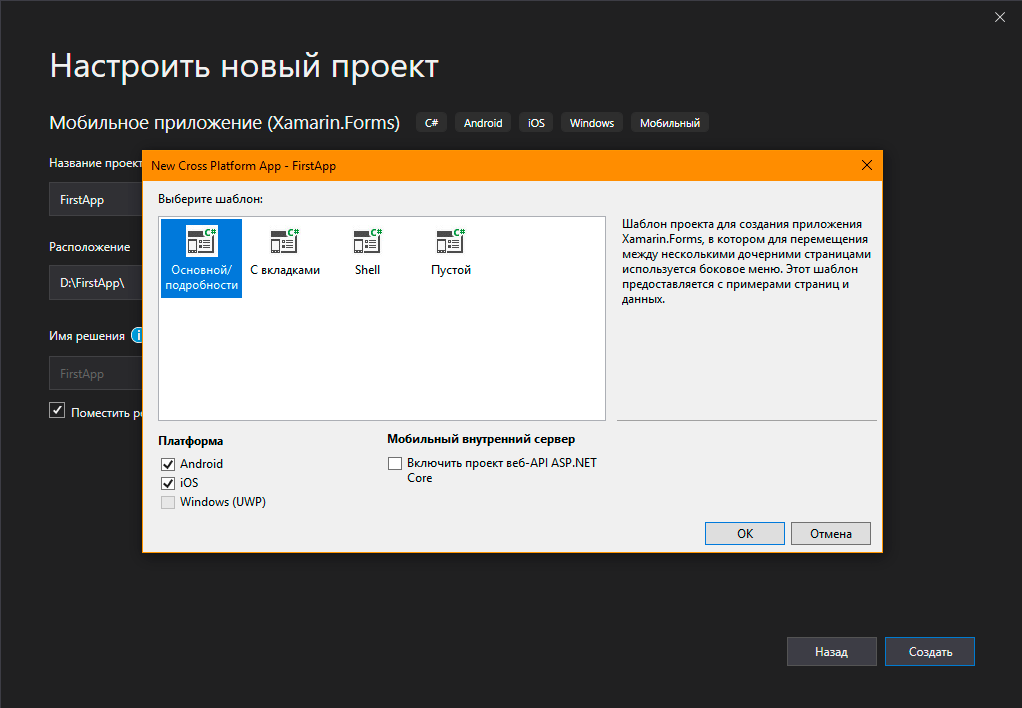 Настроить новый проект
Мобильное приложение (Xamarin.Forms) C# Android iOS Windows Мобильный
Название проект
FirstApp
Расположение
D:\FirstApp\
Имя решения i
FirstApp
Поместить ре
New Cross Platform App - FirstApp
Выберите шаблон:
C# C# C# C#
Основной/
подробности
С вкладками
Shell
Пустой
Шаблон проекта для создания приложения
Xamarin.Forms, в котором для перемещения
между несколькими дочерними страницами
используется боковое меню. Этот шаблон
предоставляется с примерами страниц и
данных.
Платформа
Android
iOS
Windows (UWP)
Мобильный внутренний сервер
Включить проект веб-API ASP.NET
Core
OK Отмена
Назад Создать